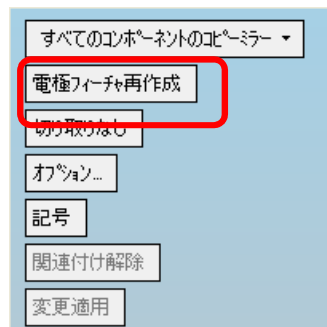 すべてのｺﾝﾎﾟｰﾈﾝﾄのｺﾋﾟｰﾐﾗｰ
電極ﾌｨｰﾁｬ再作成
切り取りなし
ｵﾌﾟｼｮﾝ...
記号
関連付け解除
変更適用